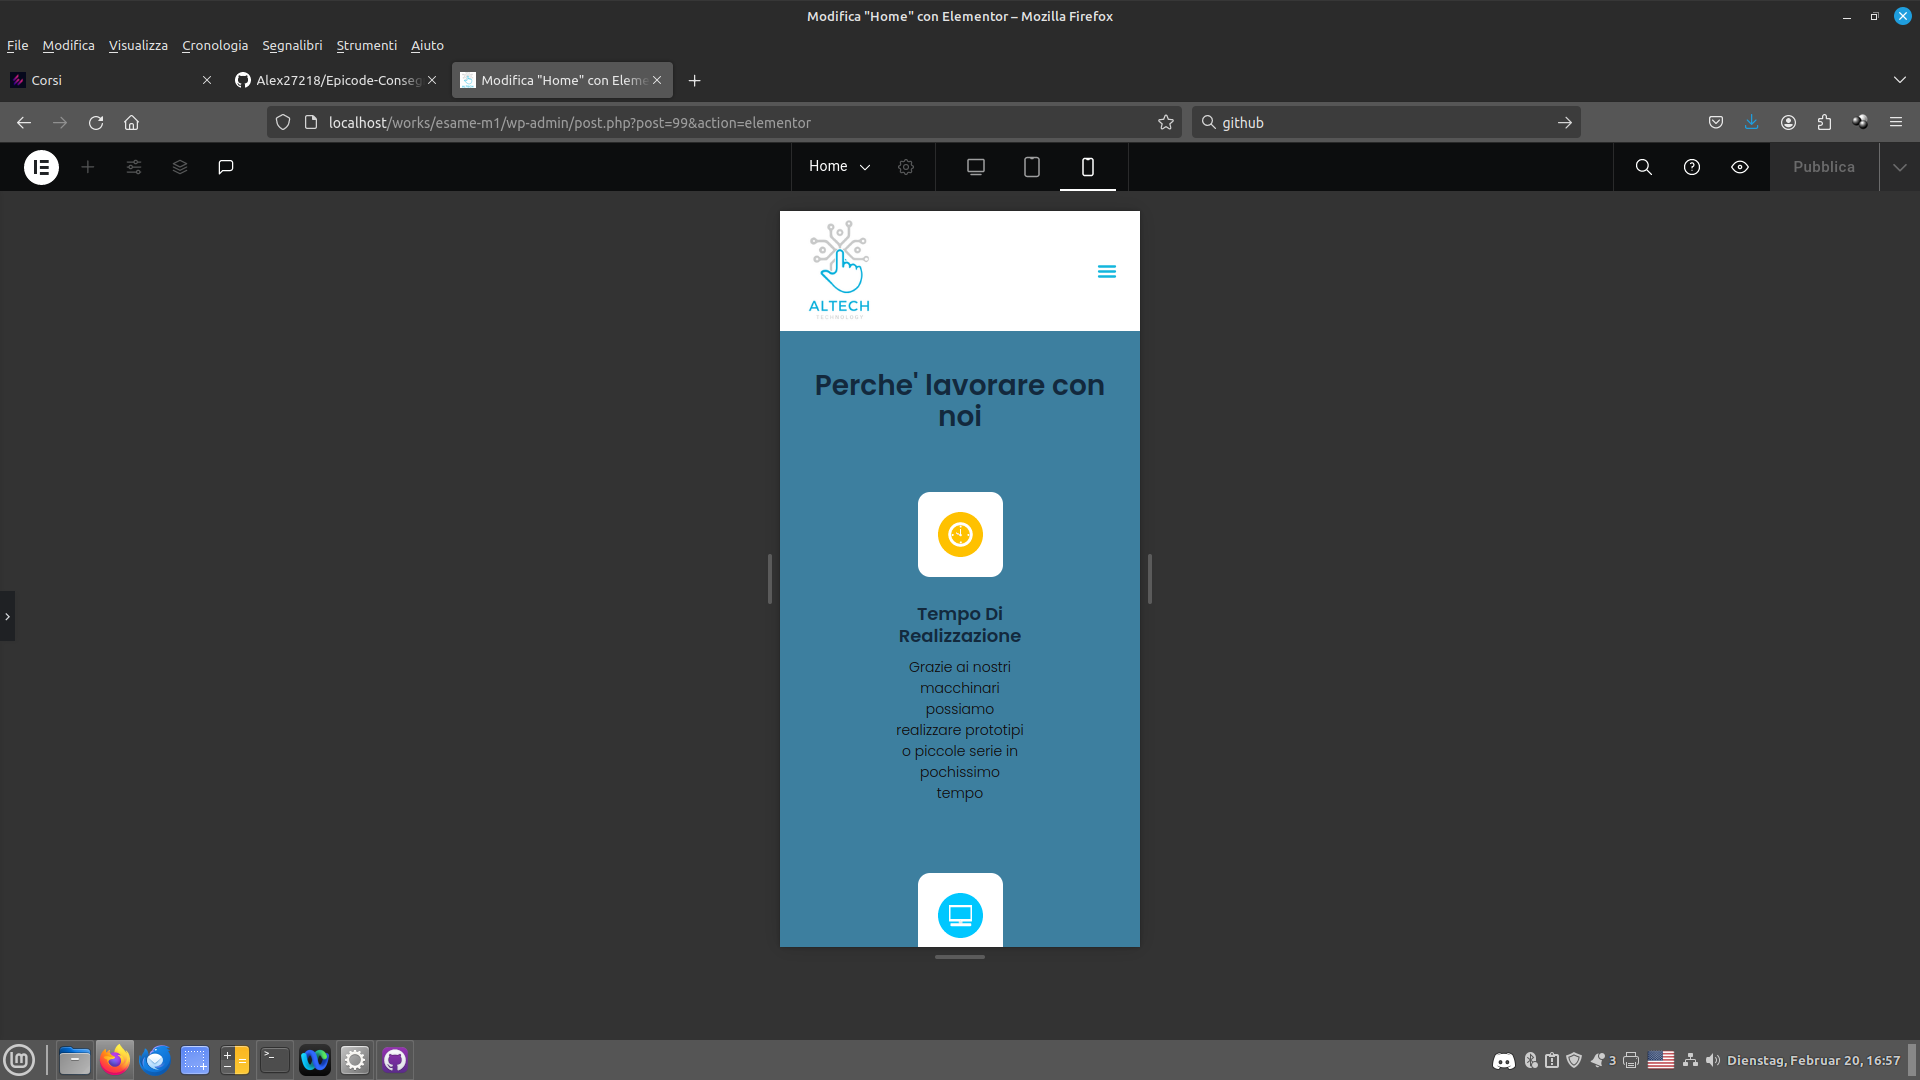 Modifica "Home" con Elementor – Mozilla Firefox
File Modifica Visualizza Cronologia Segnalibri Strumenti Aiuto
Corsi
Alex27218/Epicode-Conseg
Modifica "Home" con Eleme
localhost/works/esame-m1/wp-admin/post.php?post=99&action=elementor
github
Home
Pubblica
ALTECH
TECHNOLOGY
Perche' lavorare con
noi
Tempo Di
Realizzazione
Grazie ai nostri
macchinari
possiamo
realizzare prototipi
o piccole serie in
pochissimo
tempo
3
Dienstag, Februar 20, 16:57